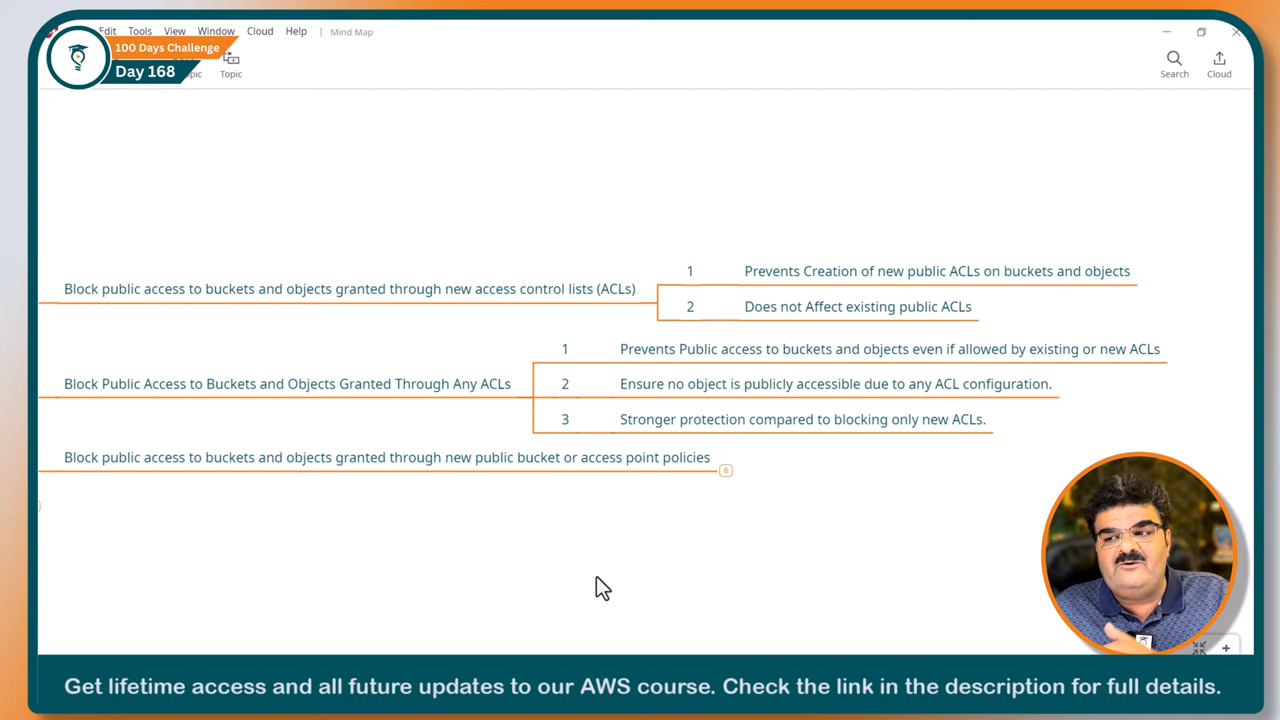 Edit Tools View Window Cloud Help Mind Map
100 Days Challenge
Day 168
Topic
Search Cloud
Block public access to buckets and objects granted through new access control lists (ACLs)
1 Prevents Creation of new public ACLs on buckets and objects
2 Does not Affect existing public ACLs
Block Public Access to Buckets and Objects Granted Through Any ACLs
1 Prevents Public access to buckets and objects even if allowed by existing or new ACLs
2 Ensure no object is publicly accessible due to any ACL configuration.
3 Stronger protection compared to blocking only new ACLs.
Block public access to buckets and objects granted through new public bucket or access point policies
6
Get lifetime access and all future updates to our AWS course. Check the link in the description for full details.